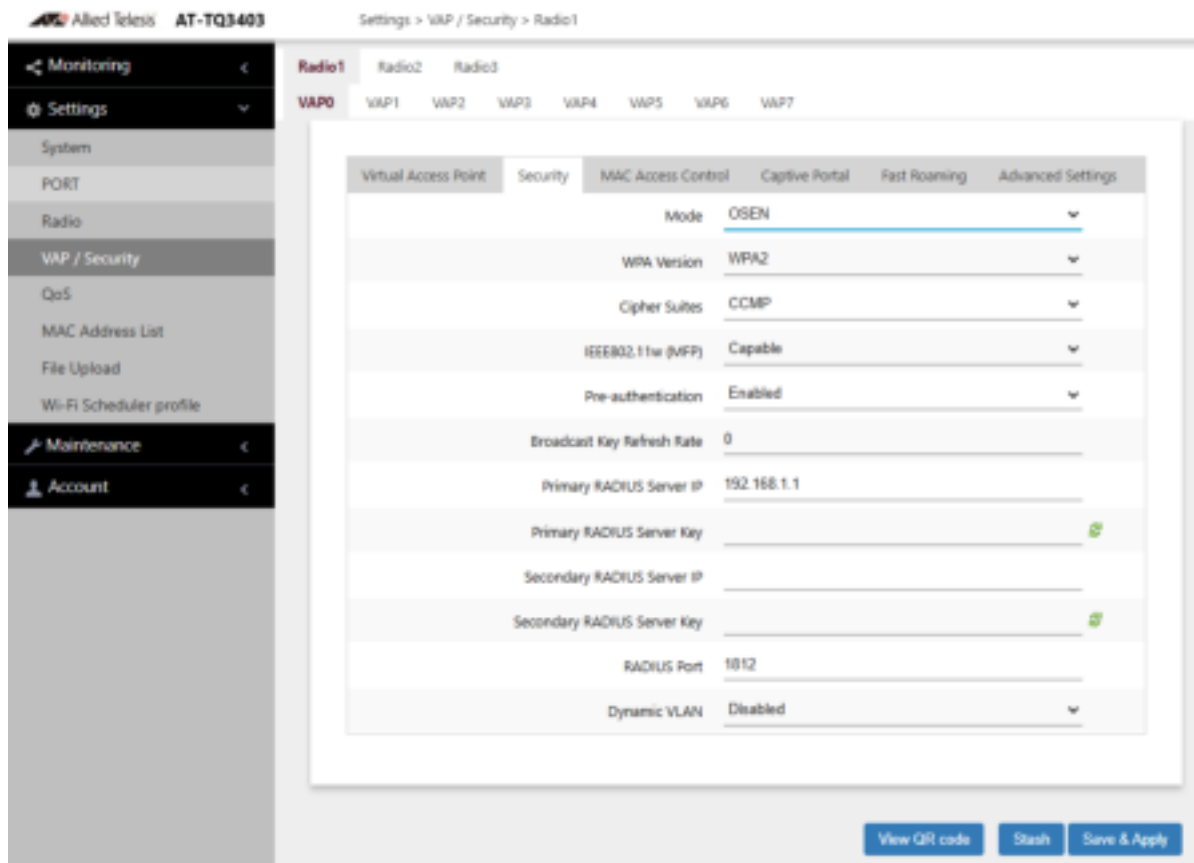 Allied Telesis AT-TQ3403 Settings > VAP / Security > Radio1
Monitoring
Settings
System
PORT
Radio
VAP / Security
QoS
MAC Address List
File Upload
Wi-Fi Scheduler profile
Maintenance
Account
Radio1 Radio2 Radio3
VAP0 VAP1 VAP2 VAP3 VAP4 VAP5 VAP6 VAP7
Virtual Access Point Security MAC Access Control Captive Portal Fast Roaming Advanced Settings
Mode OSEN
WPA Version WPA2
Cipher Suites CCMP
IEEE802.11w (MFP) Capable
Pre-authentication Enabled
Broadcast Key Refresh Rate 0
Primary RADIUS Server IP 192.168.1.1
Primary RADIUS Server Key
Secondary RADIUS Server IP
Secondary RADIUS Server Key
RADIUS Port 1812
Dynamic VLAN Disabled
View QR code Stash Save & Apply